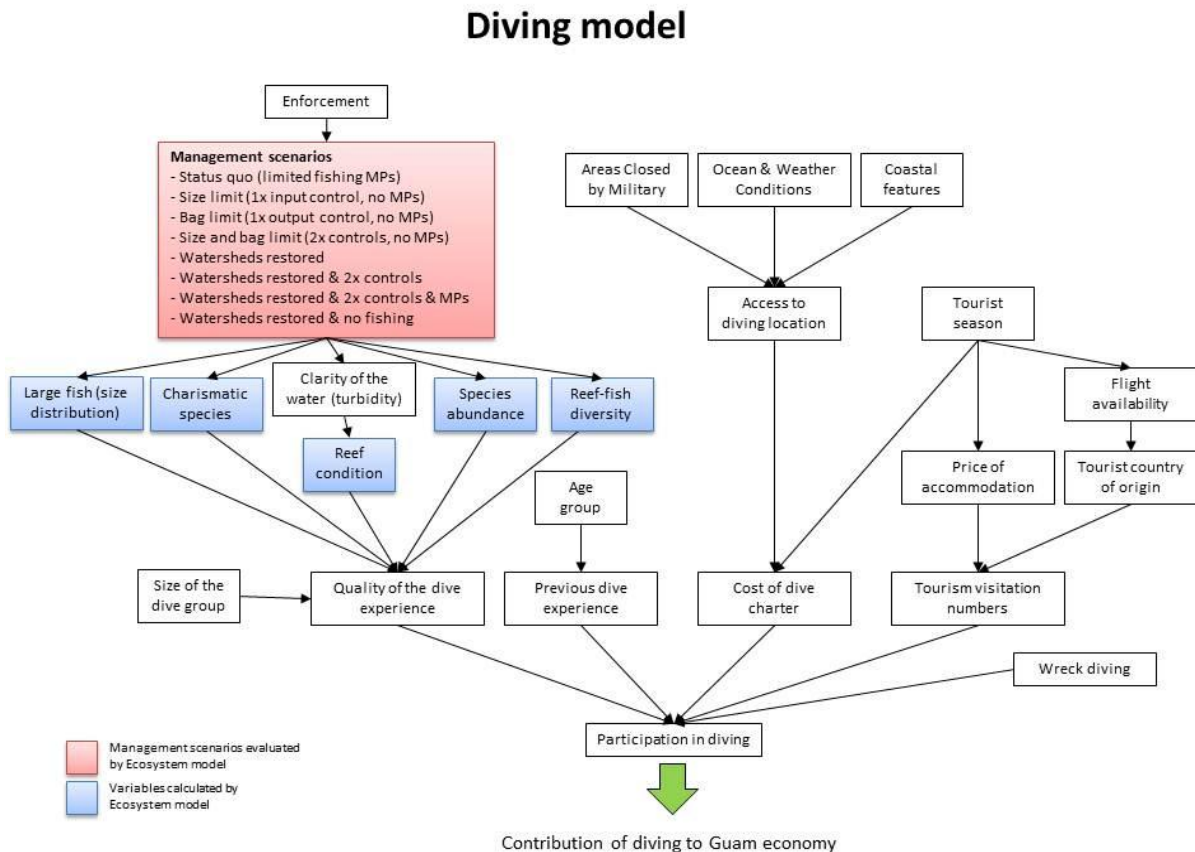 Diving model
Enforcement
Management scenarios
- Status quo (limited fishing MPs)
- Size limit (1x input control, no MPs)
- Bag limit (1x output control, no MPs)
- Size and bag limit (2x controls, no MPs)
- Watersheds restored
- Watersheds restored & 2x controls
- Watersheds restored & 2x controls & MPs
- Watersheds restored & no fishing
Areas Closed
by Military
Ocean & Weather
Conditions
Coastal
features
Access to
diving location
Tourist
season
Large fish (size
distribution)
Charismatic
species
Clarity of the
water (turbidity)
Species
abundance
Reef-fish
diversity
Flight
availability
Reef
condition
Age
group
Price of
accommodation
Tourist country
of origin
Size of the
dive group
Quality of the dive
experience
Previous dive
experience
Cost of dive
charter
Tourism visitation
numbers
Wreck diving
Participation in diving
Management scenarios evaluated
by Ecosystem model
Variables calculated by
Ecosystem model
Contribution of diving to Guam economy